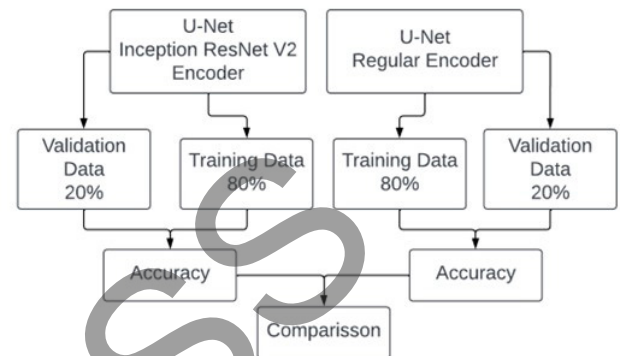 U-Net
Inception ResNet V2
Encoder
U-Net
Regular Encoder
Validation
Data
20%
Training Data
80%
Training Data
80%
Validation
Data
20%
Accuracy
Accuracy
Comparisson
SS